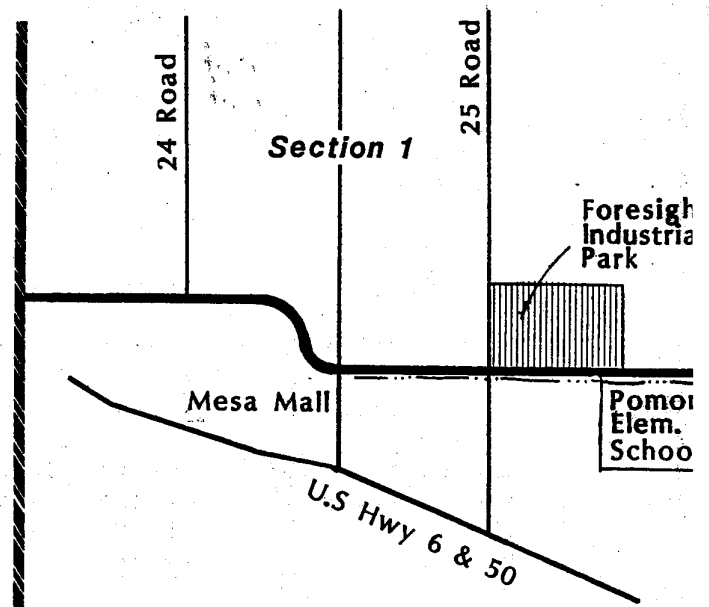 24 Road
25 Road
Section 1
Foresigh
Industria
Park
Mesa Mall
Pomo
Elem.
Schoo
U.S Hwy 6 & 50